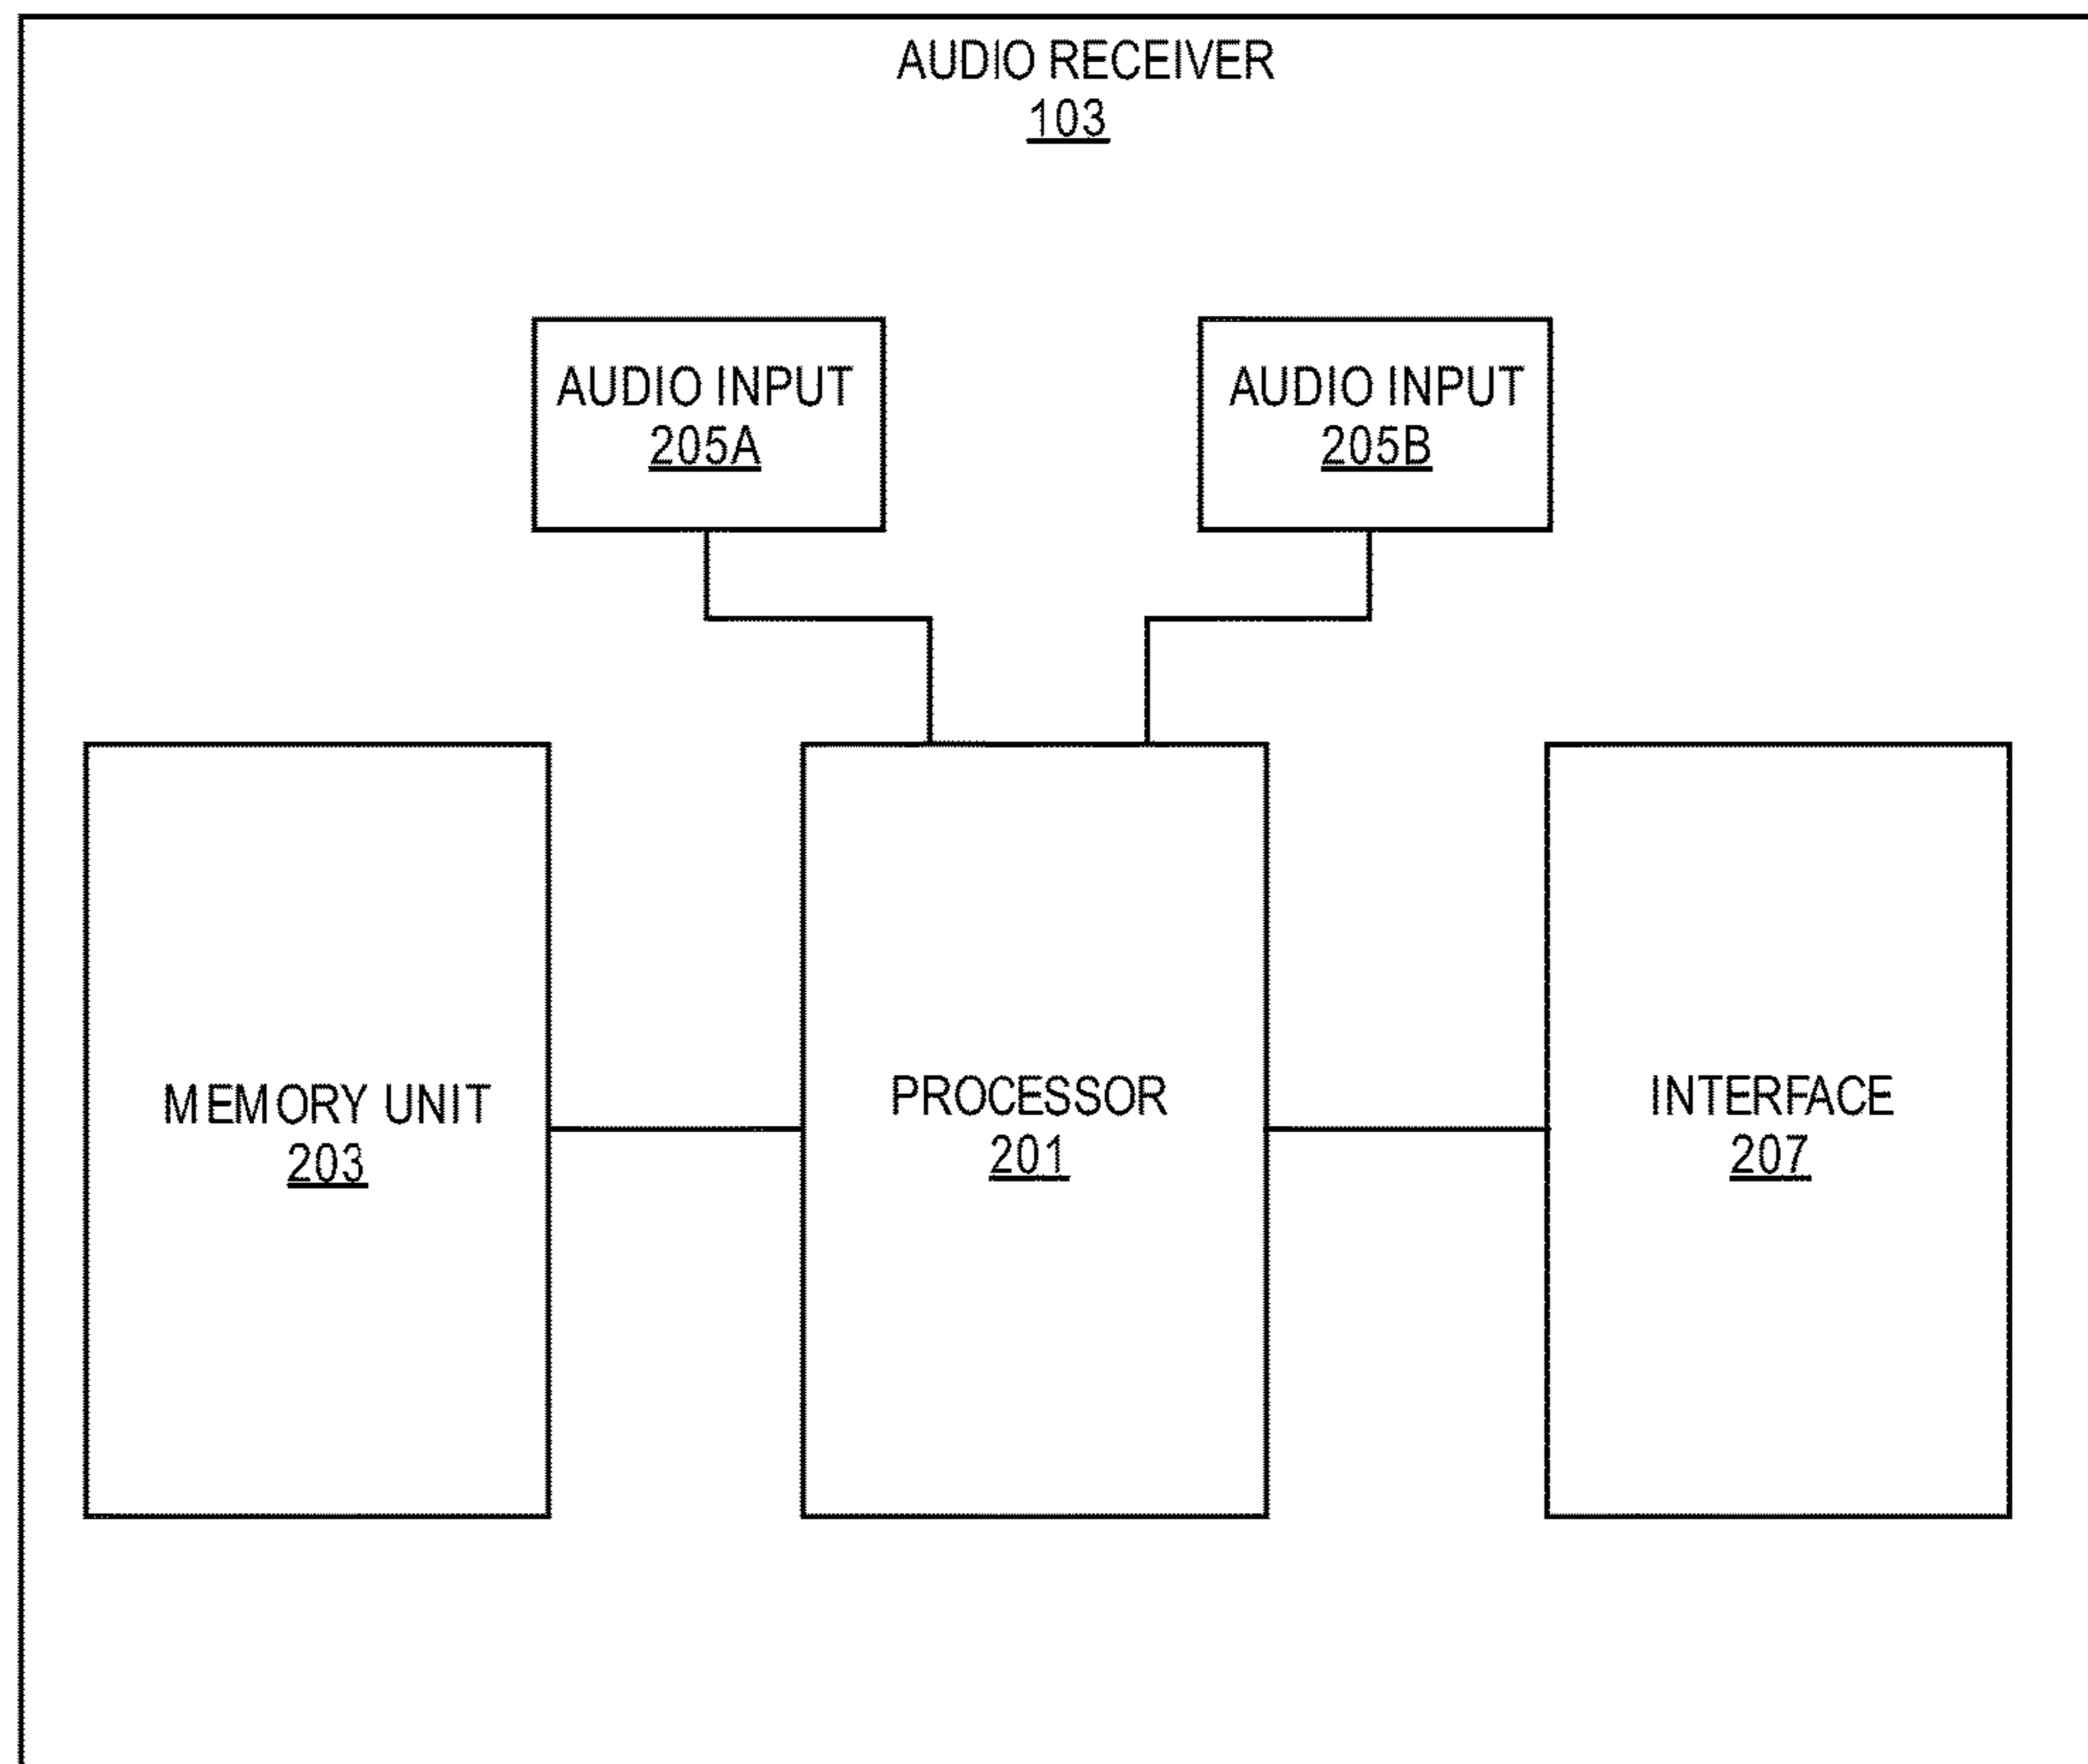 AUDIO RECEIVER
103
AUDIO INPUT
205A
AUDIO INPUT
205B
MEMORY UNIT
203
PROCESSOR
201
INTERFACE
207